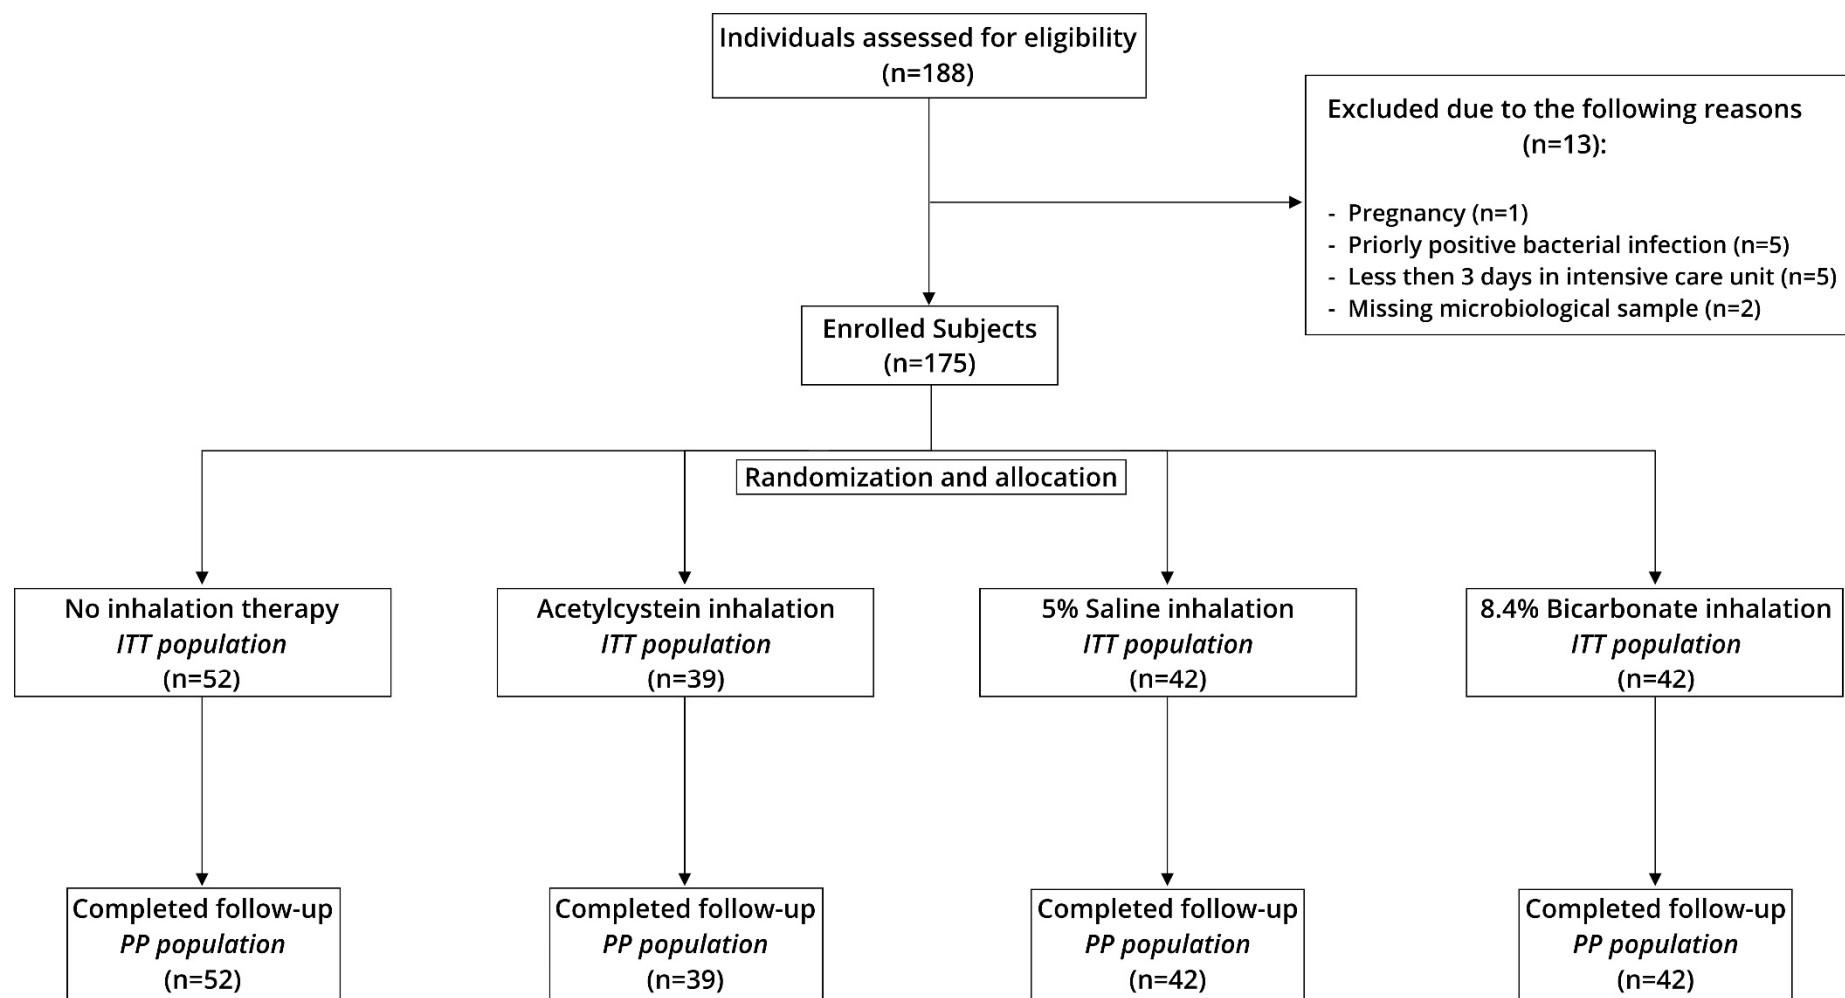 Individuals assessed for eligibility
(n=188)
Excluded due to the following reasons
(n=13):
- Pregnancy (n=1)
- Priorly positive bacterial infection (n=5)
- Less then 3 days in intensive care unit (n=5)
- Missing microbiological sample (n=2)
Enrolled Subjects
(n=175)
Randomization and allocation
No inhalation therapy
ITT population
(n=52)
Acetylcystein inhalation
ITT population
(n=39)
5% Saline inhalation
ITT population
(n=42)
8.4% Bicarbonate inhalation
ITT population
(n=42)
Completed follow-up
PP population
(n=52)
Completed follow-up
PP population
(n=39)
Completed follow-up
PP population
(n=42)
Completed follow-up
PP population
(n=42)